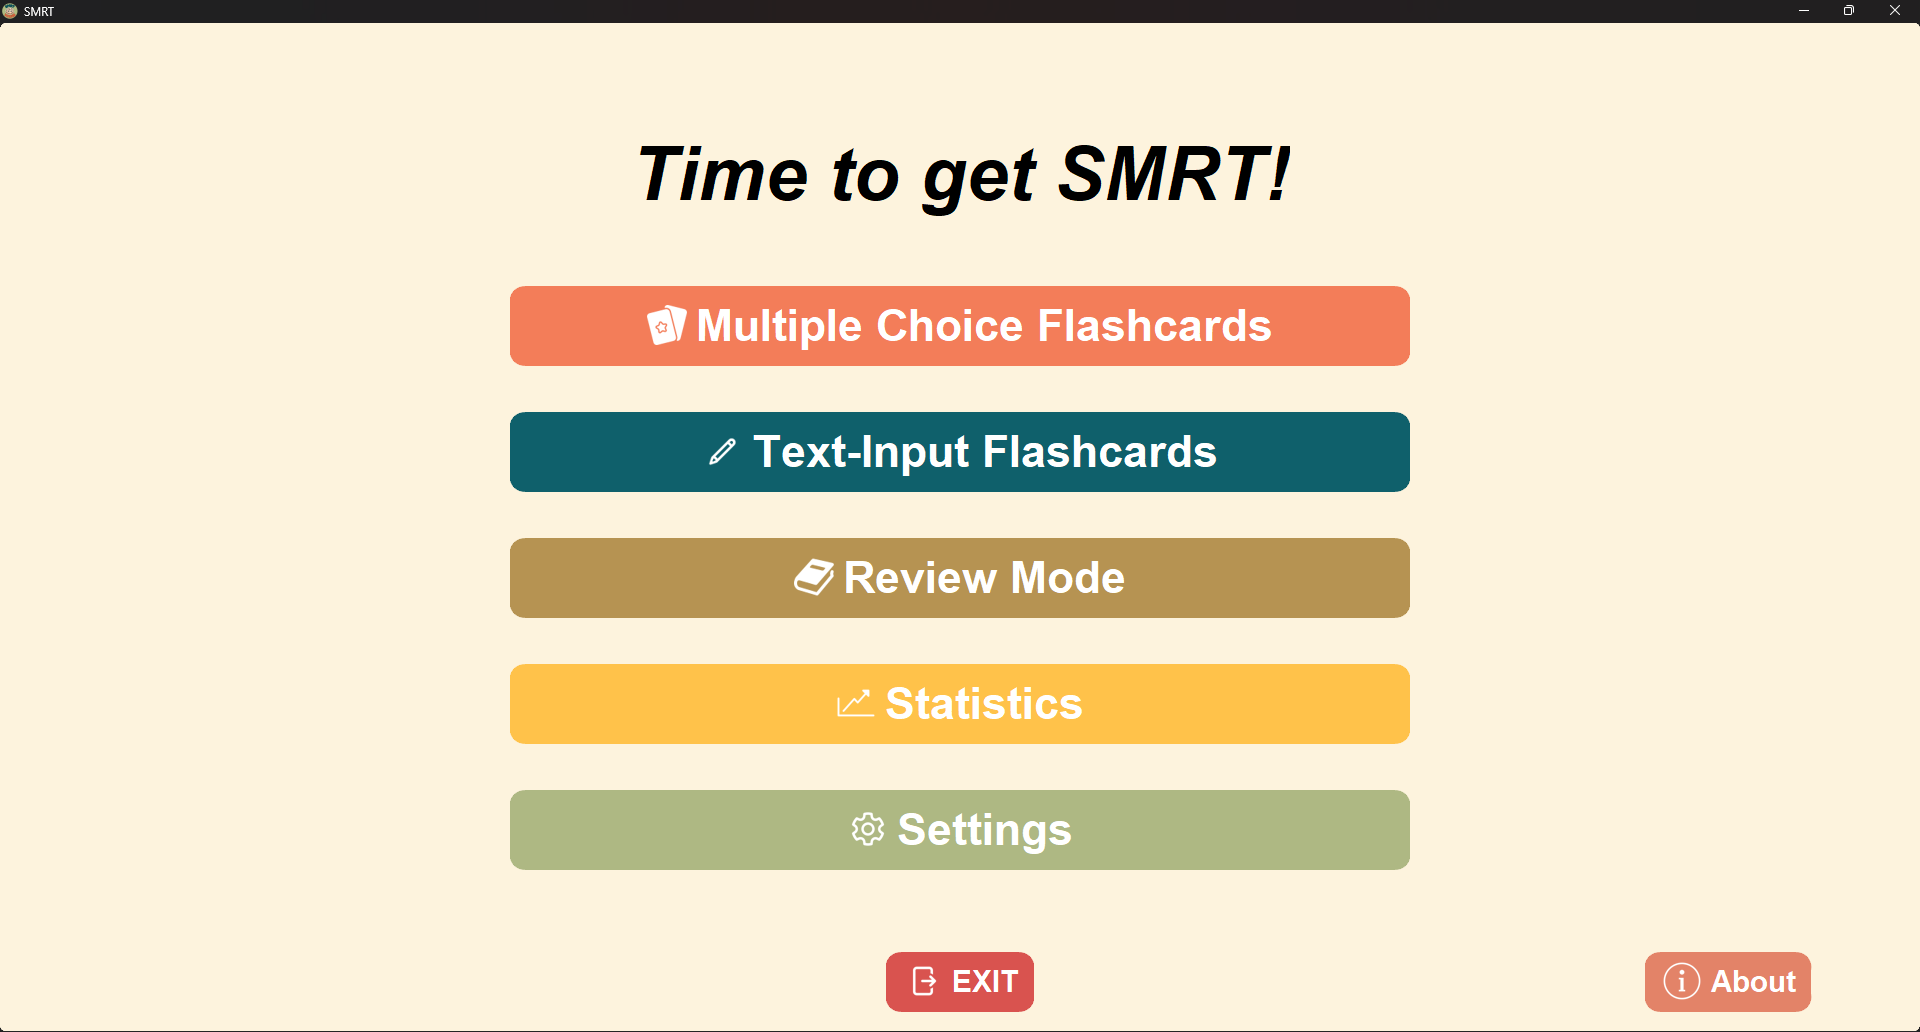 SMRT
Time to get SMRT!
Multiple Choice Flashcards
Text-Input Flashcards
Review Mode
Statistics
Settings
EXIT
About